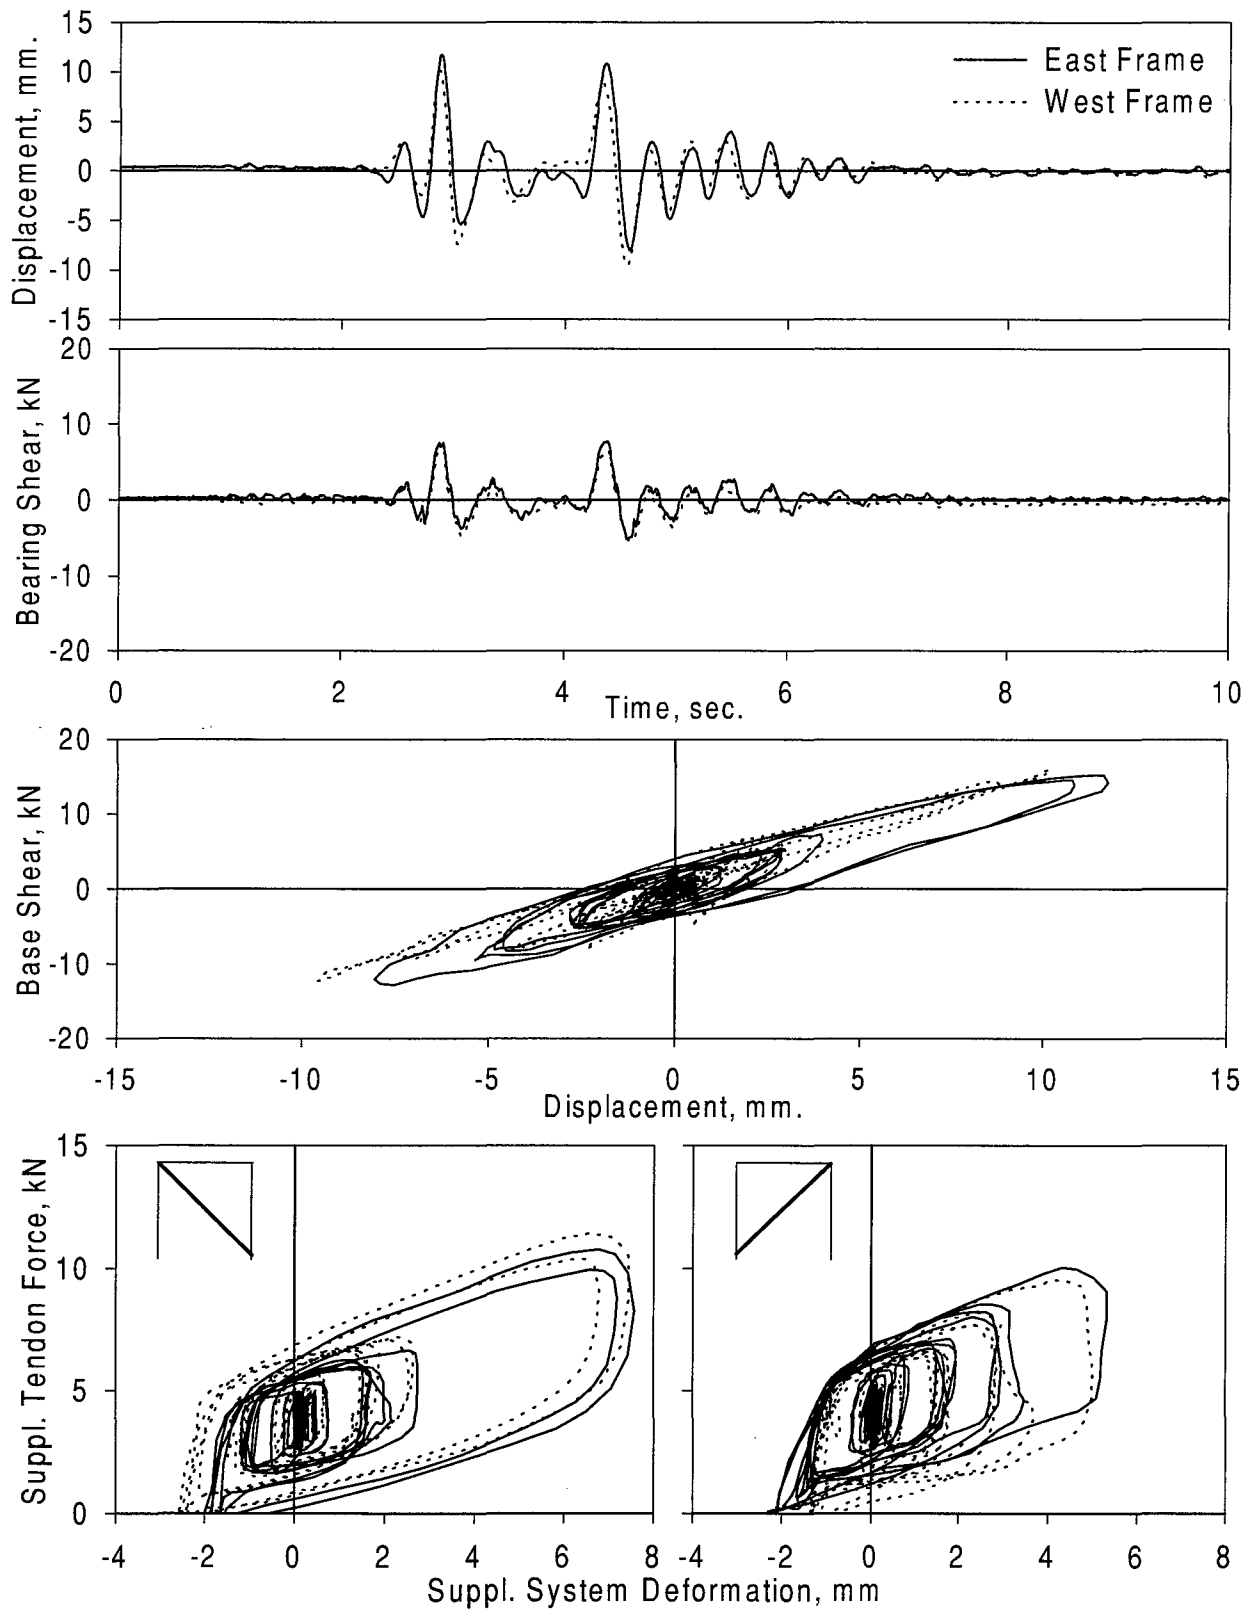 15
10
5
0
-5
-10
-15
Displacement, mm.
East Frame
West Frame
20
10
0
-10
-20
Bearing Shear, kN
0 2 4 6 8 10
Time, sec.
20
10
0
-10
-20
Base Shear, kN
-15 -10 -5 0 5 10 15
Displacement, mm.
15
10
5
0
Suppl. Tendon Force, kN
-4 -2 0 2 4 6 8 -4 -2 0 2 4 6 8
Suppl. System Deformation, mm